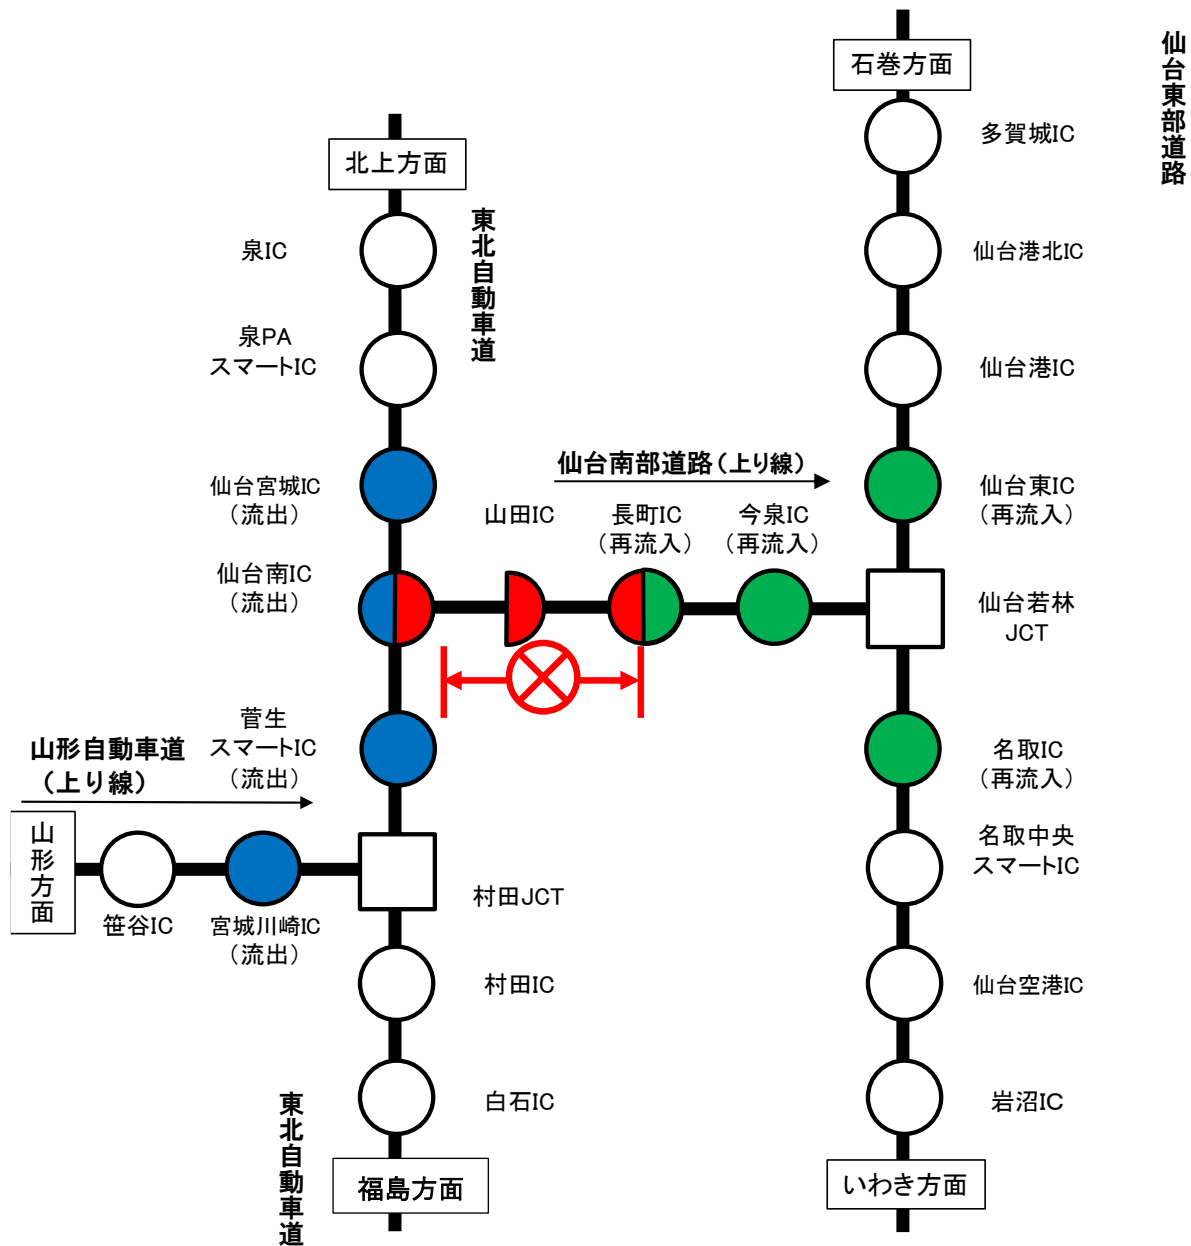 石巻方面
仙台東部道路
多賀城IC
北上方面
東北自動車道
泉IC
仙台港北IC
泉PA
スマートIC
仙台港IC
仙台南部道路（上り線）
仙台宮城IC
（流出）
山田IC
長町IC
（再流入）
今泉IC
（再流入）
仙台東IC
（再流入）
仙台南IC
（流出）
仙台若林
JCT
菅生
スマートIC
（流出）
名取IC
（再流入）
山形自動車道
（上り線）
山形方面
笹谷IC
宮城川崎IC
（流出）
村田JCT
名取中央
スマートIC
村田IC
仙台空港IC
白石IC
岩沼IC
東北自動車道
福島方面
いわき方面